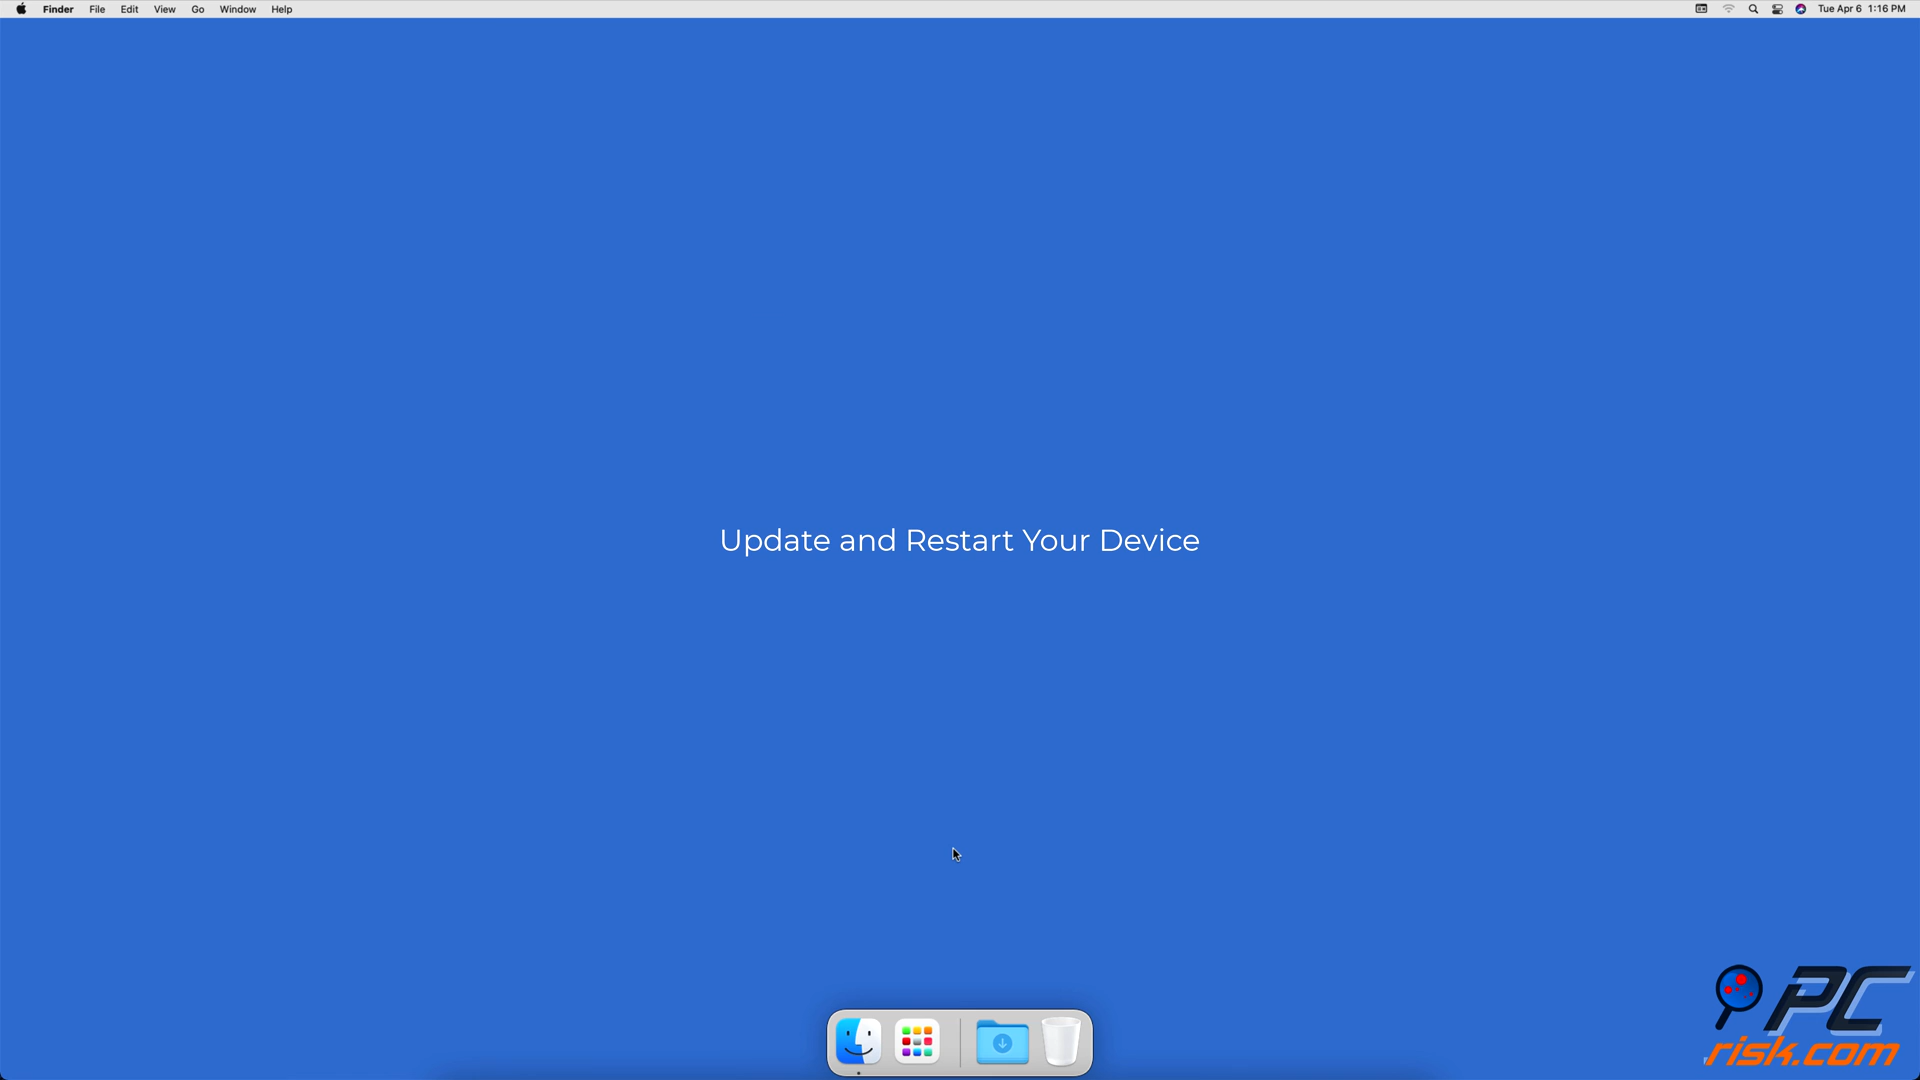 Finder File Edit View Go Window Help Tue Apr 6 1:16 PM
Update and Restart Your Device
PC
risk.com